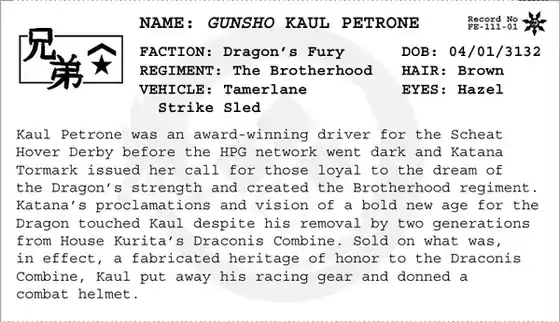 NAME: GUNSHO KAUL PETRONE
Record No
FE-111-01
兄弟
FACTION: Dragon's Fury
DOB: 04/01/3132
REGIMENT: The Brotherhood
HAIR: Brown
VEHICLE: Tamerlane
EYES: Hazel
Strike Sled
Kaul Petrone was an award-winning driver for the Scheat
Hover Derby before the HPG network went dark and Katana
Tormark issued her call for those loyal to the dream of
the Dragon's strength and created the Brotherhood regiment.
Katana's proclamations and vision of a bold new age for the
Dragon touched Kaul despite his removal by two generations
from House Kurita's Draconis Combine. Sold on what was,
in effect, a fabricated heritage of honor to the Draconis
Combine, Kaul put away his racing gear and donned a
combat helmet.